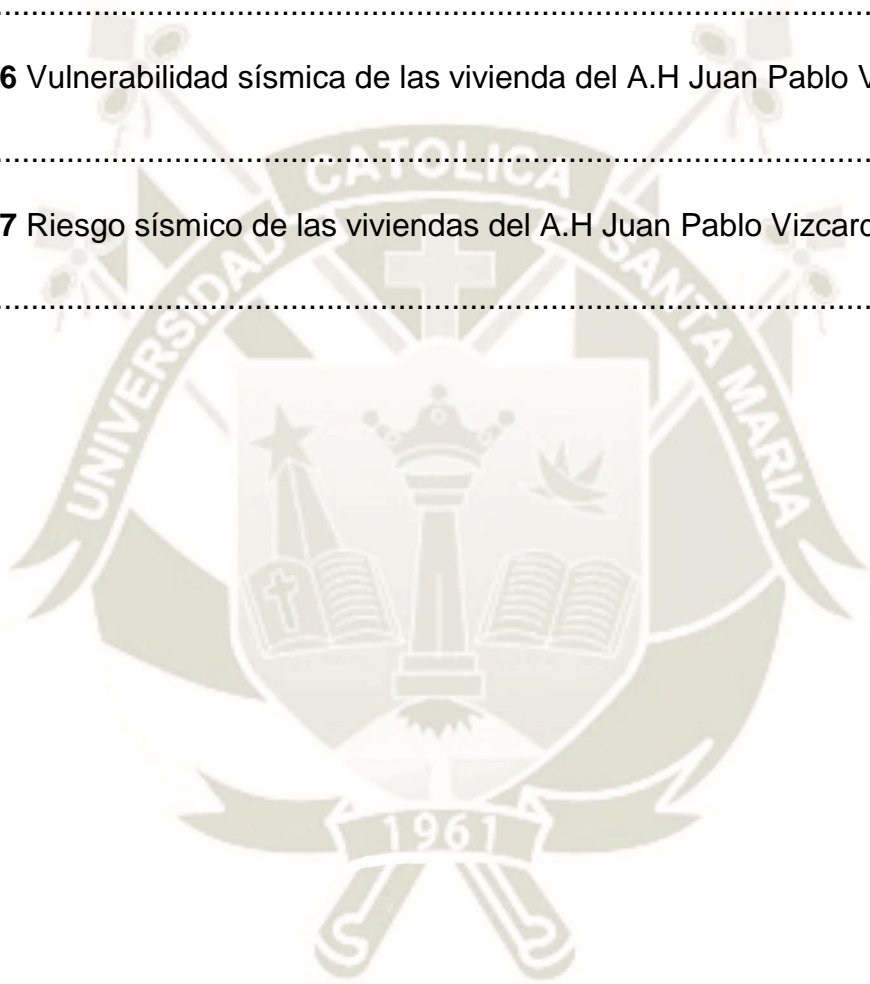 ................................................................................................
6 Vulnerabilidad sísmica de las vivienda del A.H Juan Pablo V
................................................................................................
7 Riesgo sísmico de las viviendas del A.H Juan Pablo Vizcard
................................................................................................
UNIVERSIDAD CATOLICA SANTA MARIA
1961